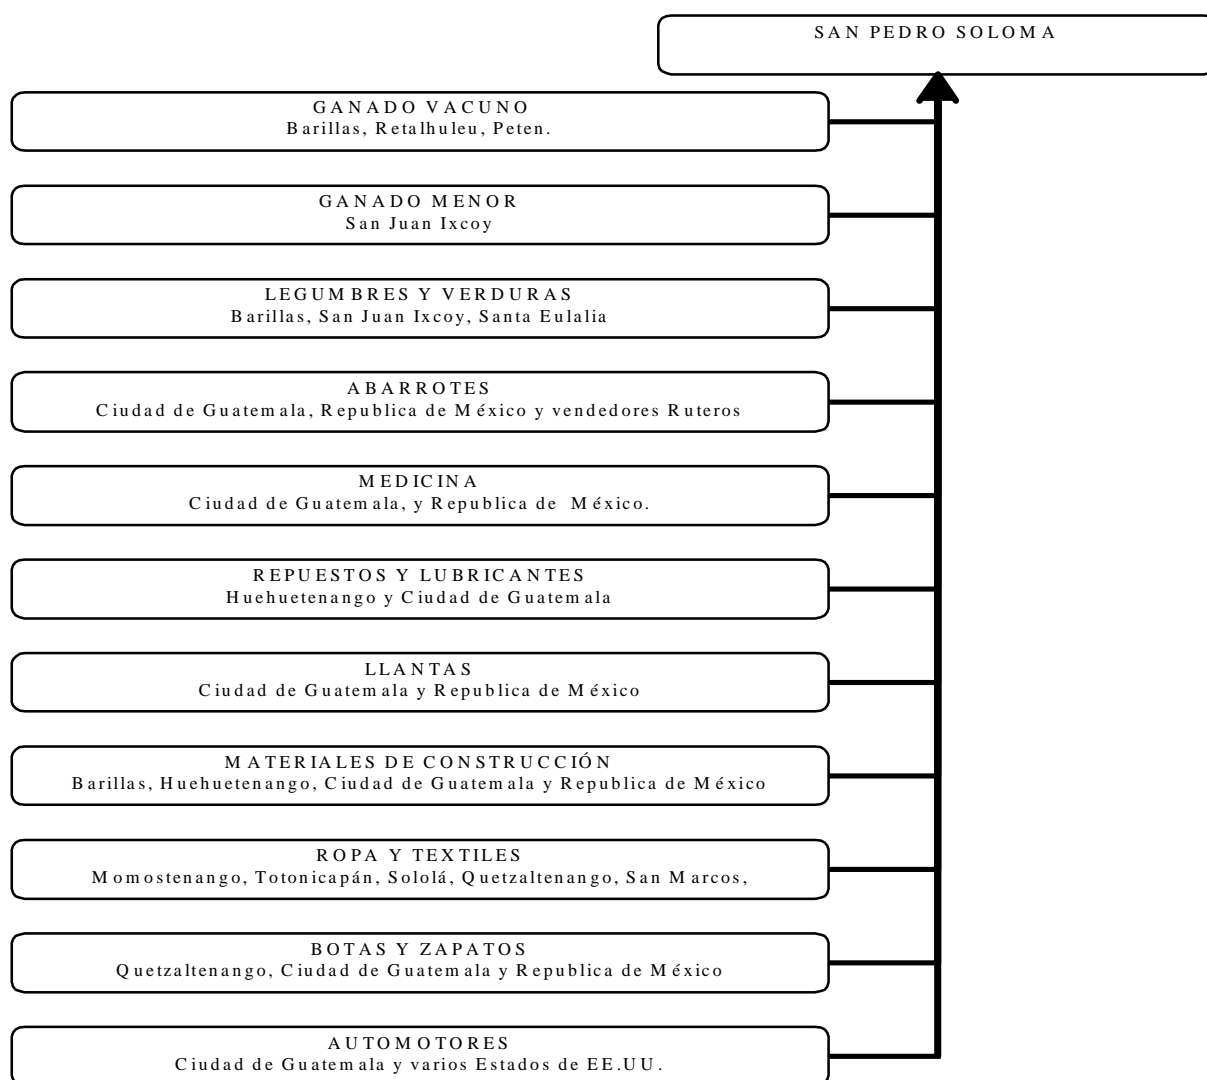 SAN PEDRO SOLOMA
GANADO VACUNO
Barillas, Retalhuleu, Peten.
GANADO MENOR
San Juan Ixcoy
LEGUMBRES Y VERDURAS
Barillas, San Juan Ixcoy, Santa Eulalia
ABARROTES
Ciudad de Guatemala, Republica de México y vendedores Ruteros
MEDICINA
Ciudad de Guatemala, y Republica de México.
REPUESTOS Y LUBRICANTES
Huehuetenango y Ciudad de Guatemala
LLANTAS
Ciudad de Guatemala y Republica de México
MATERIALES DE CONSTRUCCIÓN
Barillas, Huehuetenango, Ciudad de Guatemala y Republica de México
ROPA Y TEXTILES
Momostenango, Totonicapán, Sololá, Quetzaltenango, San Marcos,
BOTAS Y ZAPATOS
Quetzaltenango, Ciudad de Guatemala y Republica de México
AUTOMOTORES
Ciudad de Guatemala y varios Estados de EE.UU.